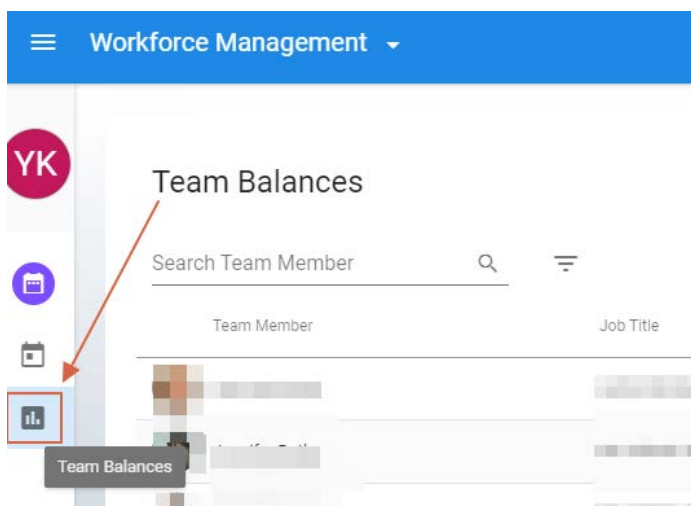 Workforce Management
YK
Team Balances
Search Team Member
Team Member
Job Title
Team Balances